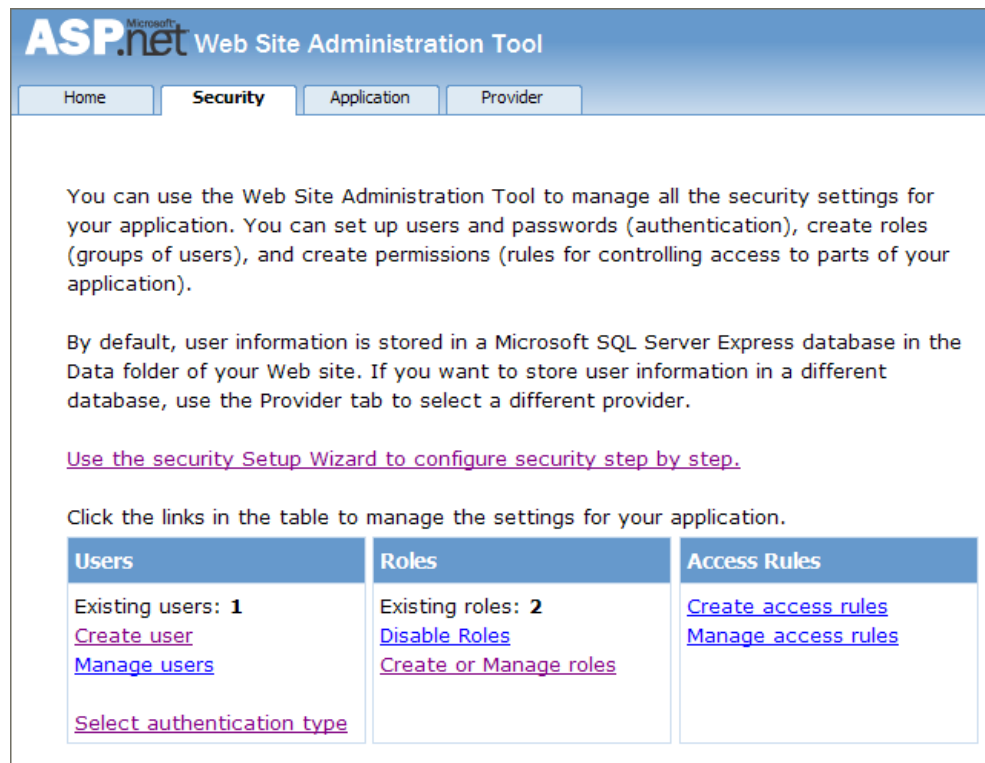 Microsoft
ASP.net Web Site Administration Tool
Home Security Application Provider
You can use the Web Site Administration Tool to manage all the security settings for
your application. You can set up users and passwords (authentication), create roles
(groups of users), and create permissions (rules for controlling access to parts of your
application).
By default, user information is stored in a Microsoft SQL Server Express database in the
Data folder of your Web site. If you want to store user information in a different
database, use the Provider tab to select a different provider.
Use the security Setup Wizard to configure security step by step.
Click the links in the table to manage the settings for your application.
Users
Existing users: 1
Create user
Manage users
Select authentication type
Roles
Existing roles: 2
Disable Roles
Create or Manage roles
Access Rules
Create access rules
Manage access rules